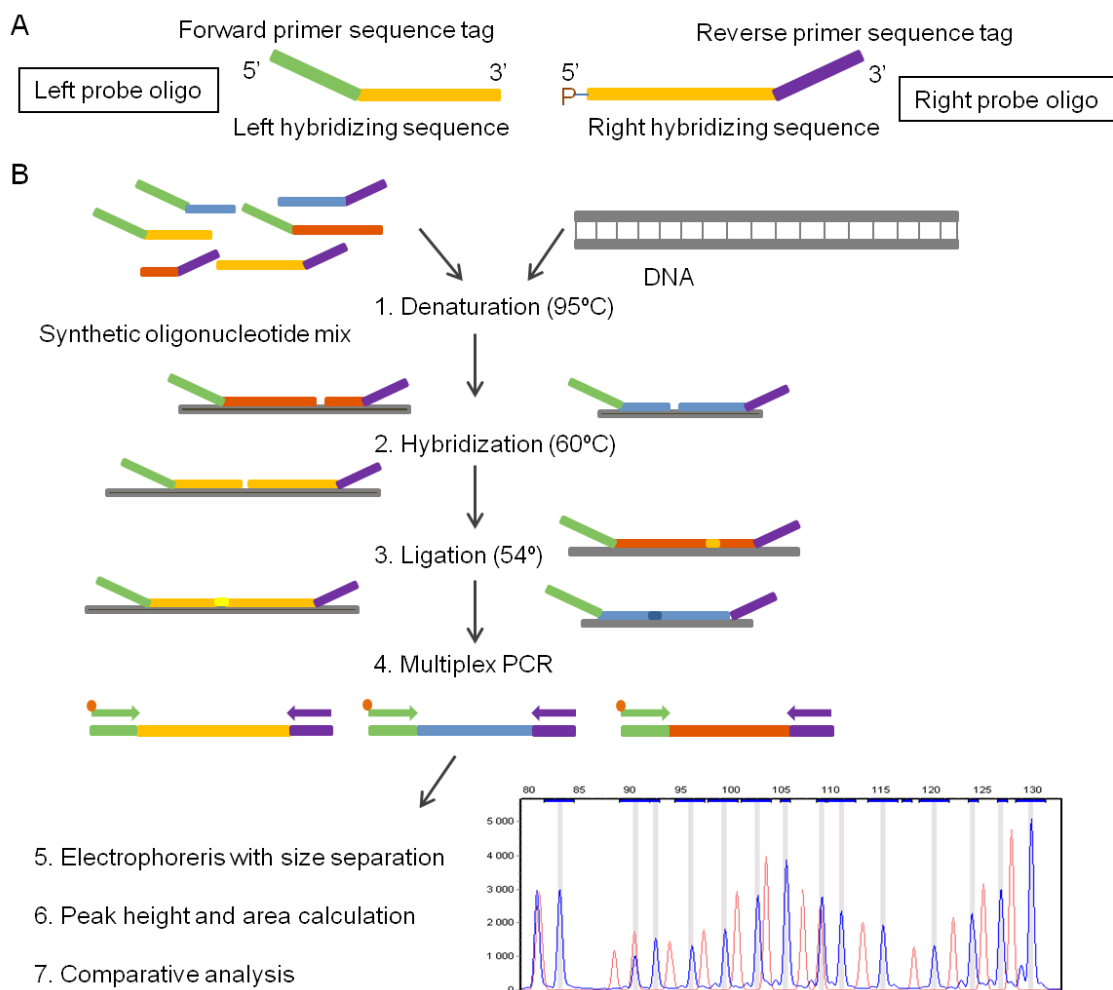 A
Forward primer sequence tag
Reverse primer sequence tag
5’
3’
5’
3’
Left probe oligo
P
Right probe oligo
Left hybridizing sequence
Right hybridizing sequence
B
DNA
1. Denaturation (95ºC)
Synthetic oligonucleotide mix
2. Hybridization (60ºC)
3. Ligation (54º)
4. Multiplex PCR
80 85 90 95 100 105 110 115 120 125 130
5 000
4 000
3 000
2 000
1 000
0
5. Electrophoreris with size separation
6. Peak height and area calculation
7. Comparative analysis